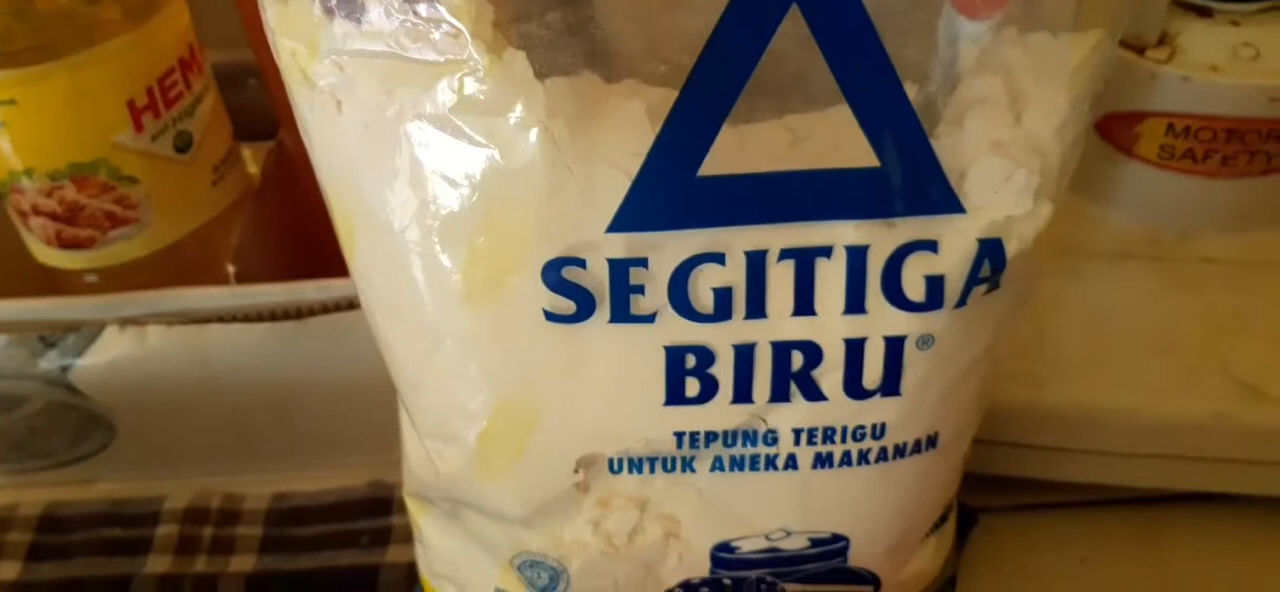 HEM
SEGITIGA
BIRU®
TEPUNG TERIGU
UNTUK ANEKA MAKANAN
MOTOR
SAFETY